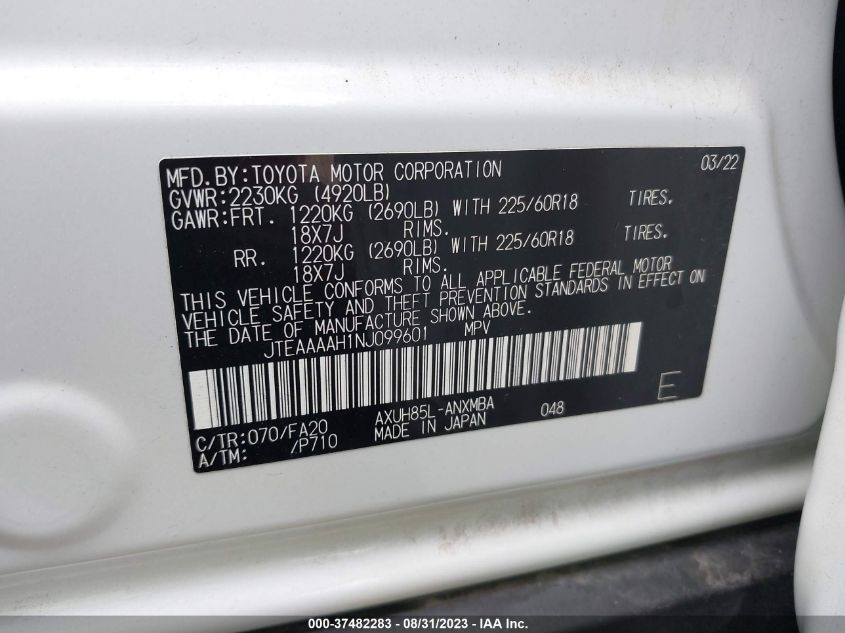 MFD.BY:TOYOTA MOTOR CORPORATION 03/22
GVWR:2230KG (4920LB)
GAWR:FRT. 1220KG (2690LB) WITH 225/60R18 TIRES.
18X7J RIMS.
RR. 1220KG (2690LB) WITH 225/60R18 TIRES.
18X7J RIMS.
THIS VEHICLE CONFORMS TO ALL APPLICABLE FEDERAL MOTOR
VEHICLE SAFETY AND THEFT PREVENTION STANDARDS IN EFFECT ON
THE DATE OF MANUFACTURE SHOWN ABOVE.
JTEAAAAH1NJ099601 MPV
C/TR:070/FA20 AXUH85L-ANXMBA 048 E
A/TM: /P710 MADE IN JAPAN
000-37482283 - 08/31/2023 - IAA Inc.